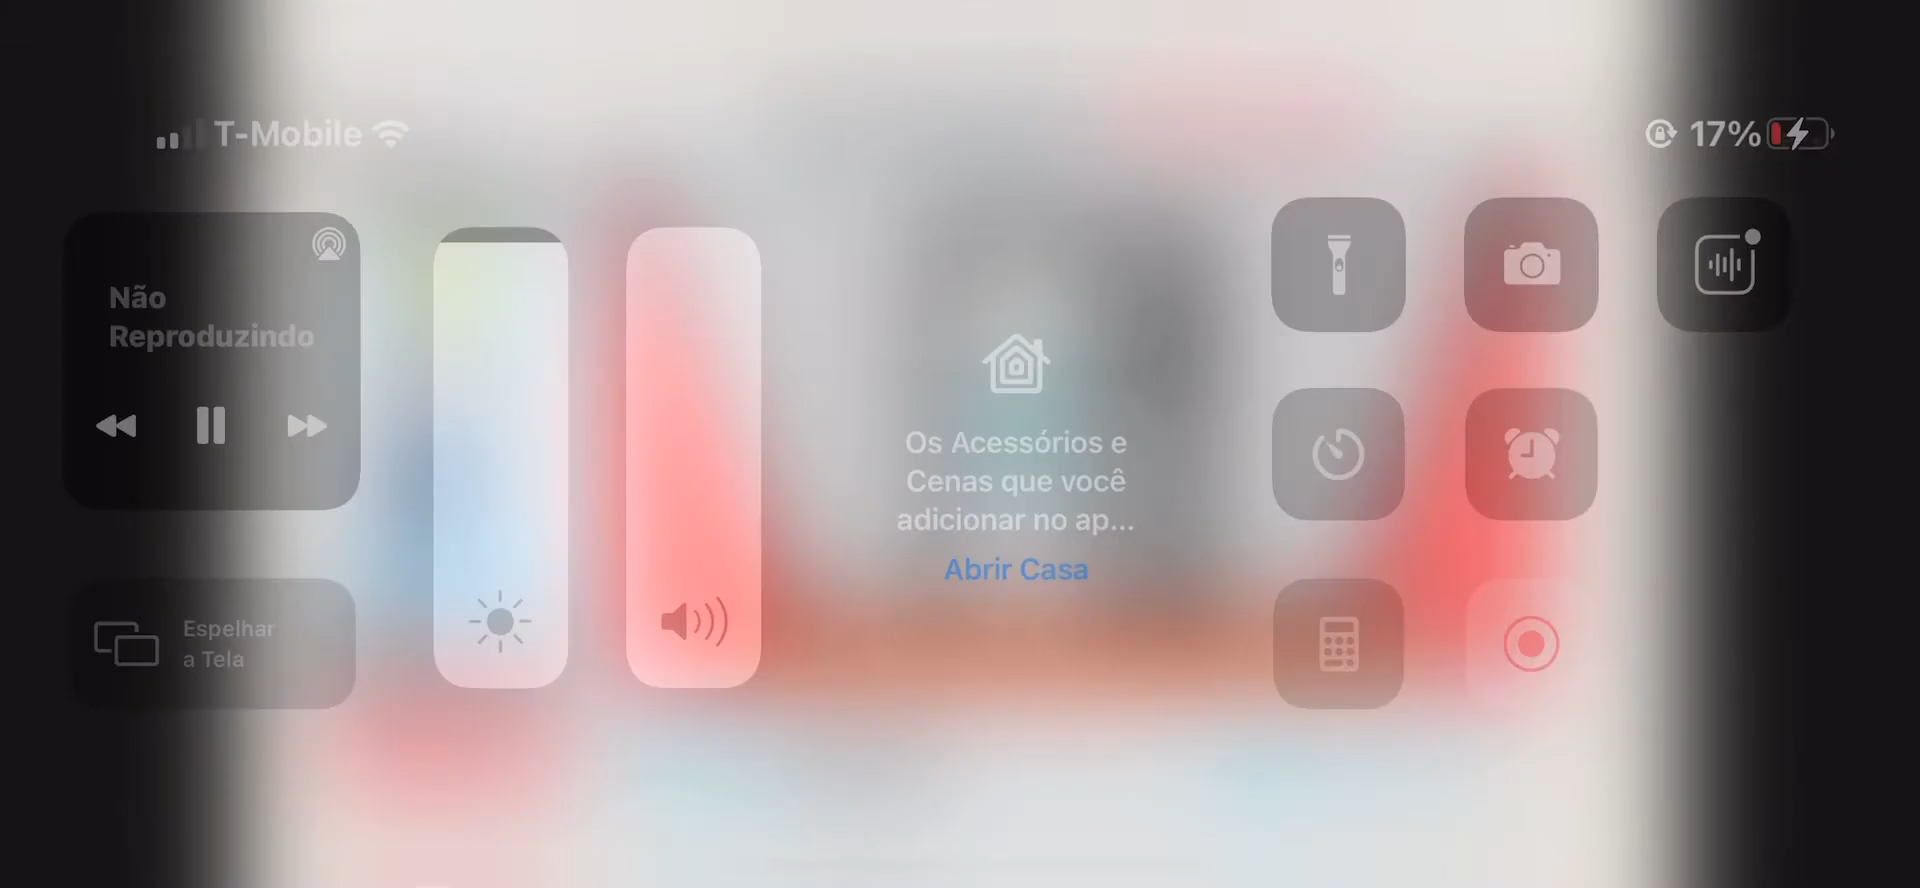 T-Mobile
17%
Não
Reproduzindo
Espelhar
a Tela
Os Acessórios e
Cenas que você
adicionar no ap...
Abrir Casa